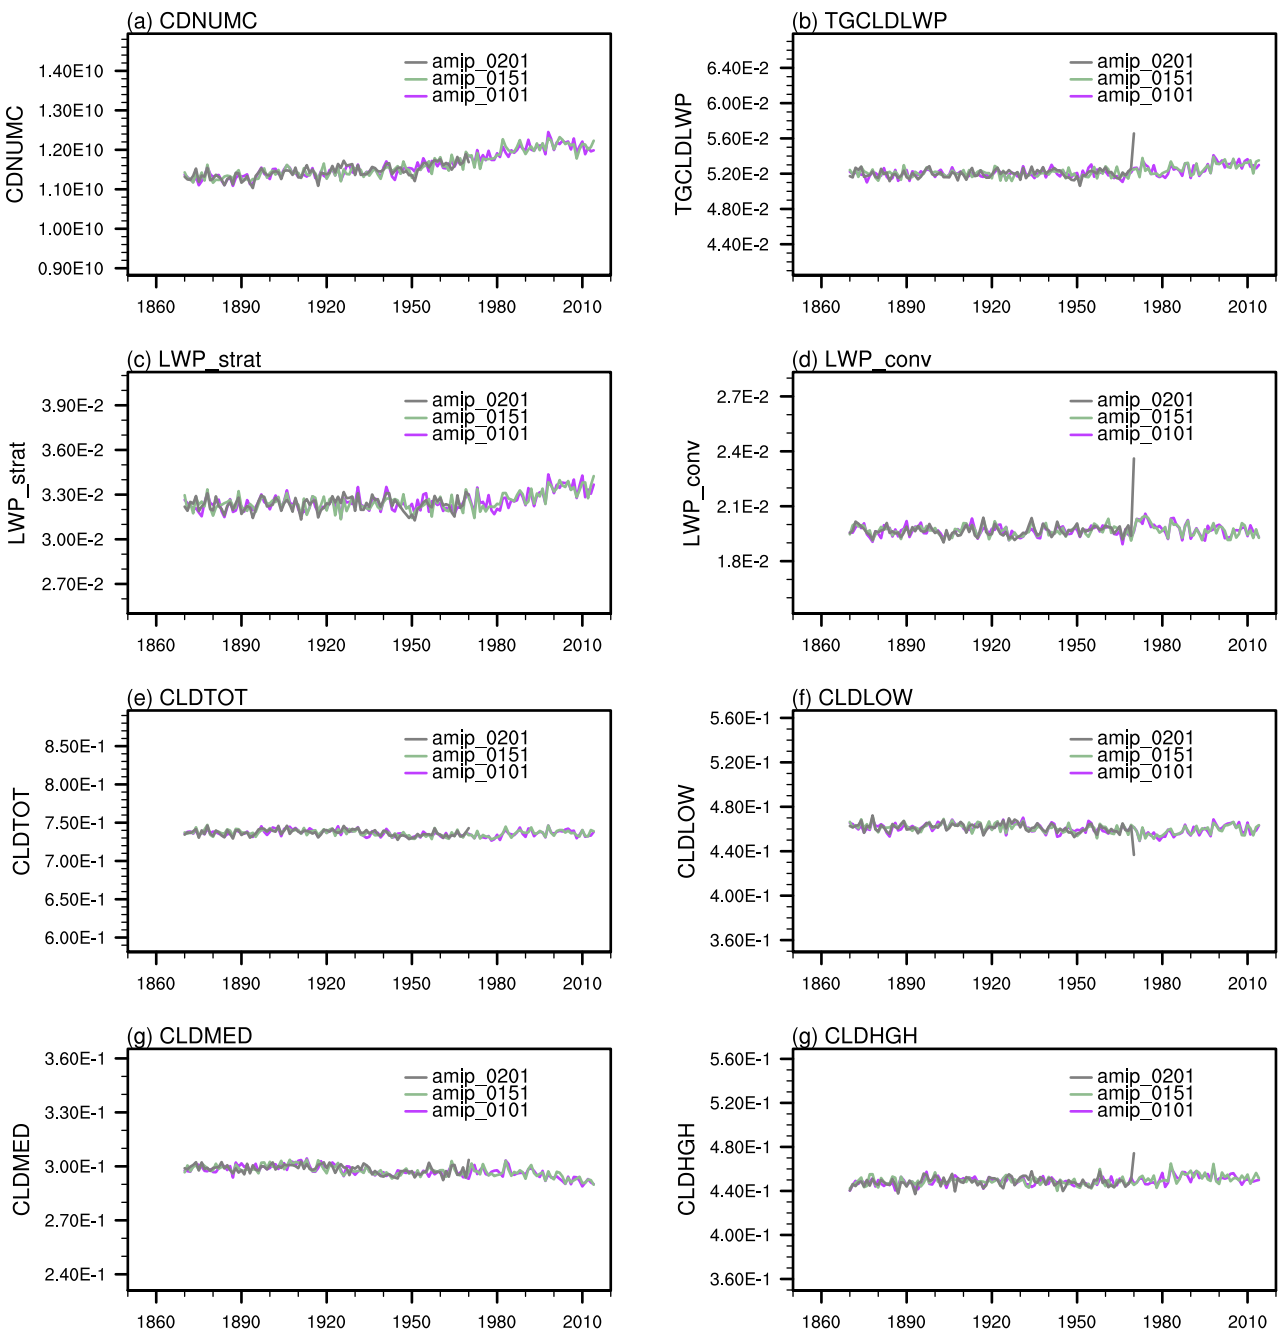 (a) CDNUMC
CDNUMC
1.40E10
1.30E10
1.20E10
1.10E10
1.00E10
0.90E10
amip_0201
amip_0151
amip_0101
1860 1890 1920 1950 1980 2010
(b) TGCLDLWP
TGCLDLWP
6.40E-2
6.00E-2
5.60E-2
5.20E-2
4.80E-2
4.40E-2
amip_0201
amip_0151
amip_0101
1860 1890 1920 1950 1980 2010
(c) LWP_strat
LWP_strat
3.90E-2
3.60E-2
3.30E-2
3.00E-2
2.70E-2
amip_0201
amip_0151
amip_0101
1860 1890 1920 1950 1980 2010
(d) LWP_conv
LWP_conv
2.7E-2
2.4E-2
2.1E-2
1.8E-2
amip_0201
amip_0151
amip_0101
1860 1890 1920 1950 1980 2010
(e) CLDTOT
CLDTOT
8.50E-1
8.00E-1
7.50E-1
7.00E-1
6.50E-1
6.00E-1
amip_0201
amip_0151
amip_0101
1860 1890 1920 1950 1980 2010
(f) CLDLOW
CLDLOW
5.60E-1
5.20E-1
4.80E-1
4.40E-1
4.00E-1
3.60E-1
amip_0201
amip_0151
amip_0101
1860 1890 1920 1950 1980 2010
(g) CLDMED
CLDMED
3.60E-1
3.30E-1
3.00E-1
2.70E-1
2.40E-1
amip_0201
amip_0151
amip_0101
1860 1890 1920 1950 1980 2010
(g) CLDHGH
CLDHGH
5.60E-1
5.20E-1
4.80E-1
4.40E-1
4.00E-1
3.60E-1
amip_0201
amip_0151
amip_0101
1860 1890 1920 1950 1980 2010